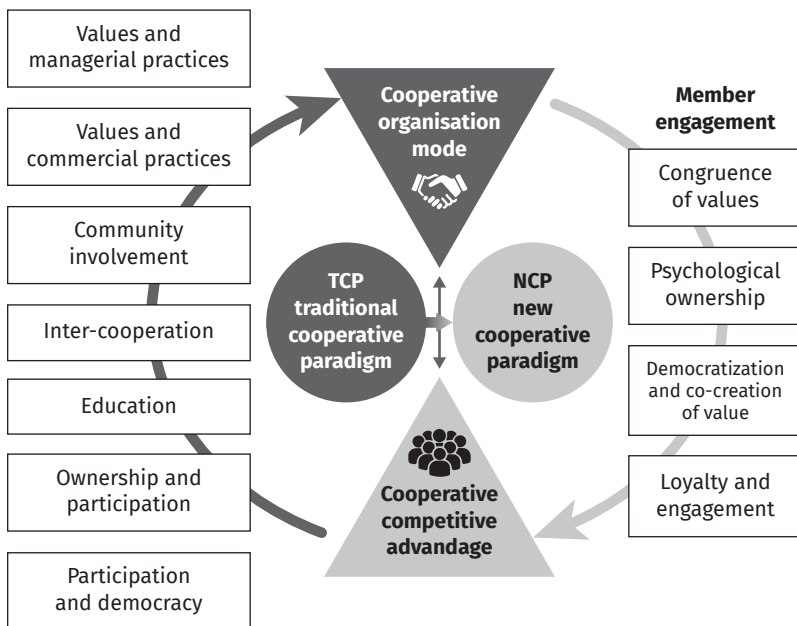 Values and
managerial practices
Values and
commercial practices
Community
involvement
Inter-cooperation
Education
Ownership and
participation
Participation
and democracy
Cooperative
organisation
mode
TCP
traditional
cooperative
paradigm
NCP
new
cooperative
paradigm
Cooperative
competitive
advandage
Member
engagement
Congruence
of values
Psychological
ownership
Democratization
and co-creation
of value
Loyalty and
engagement